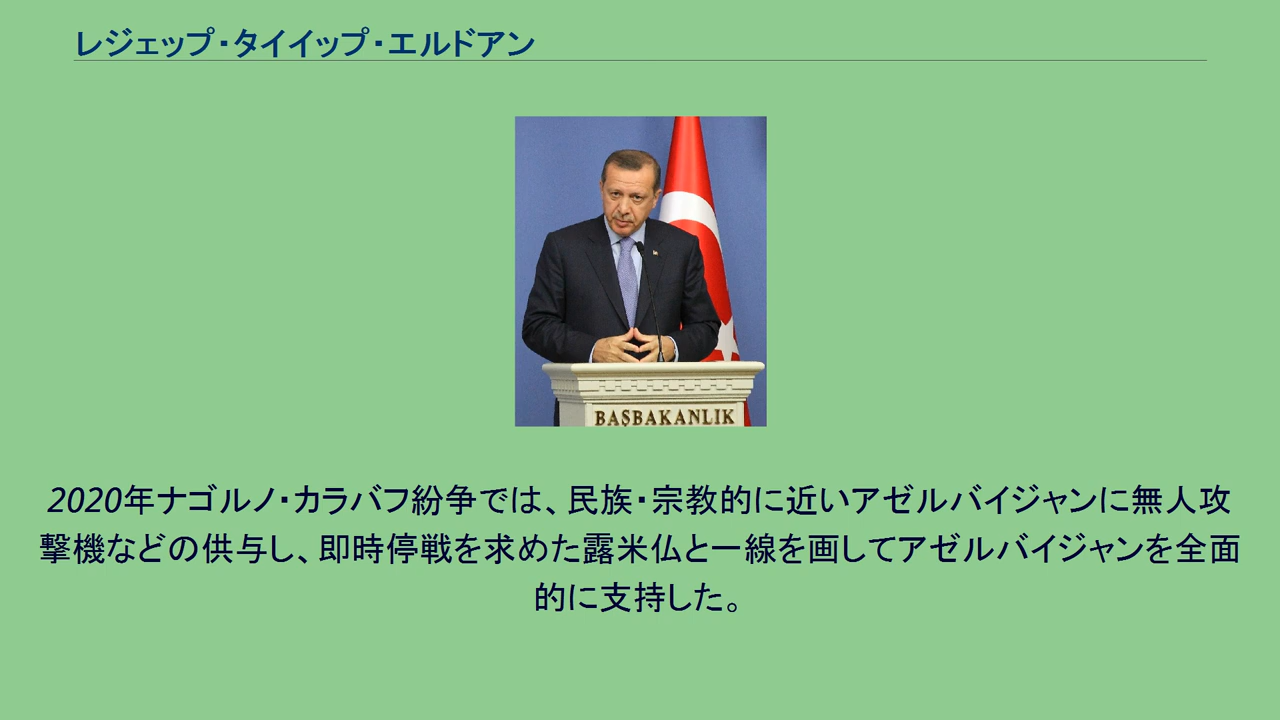 レジェップ・タイイップ・エルドアン
BAŞBAKANLIK
2020年ナゴルノ・カラバフ紛争では、民族・宗教的に近いアゼルバイジャンに無人攻
撃機などの供与し、即時停戦を求めた露米仏と一線を画してアゼルバイジャンを全面
的に支持した。